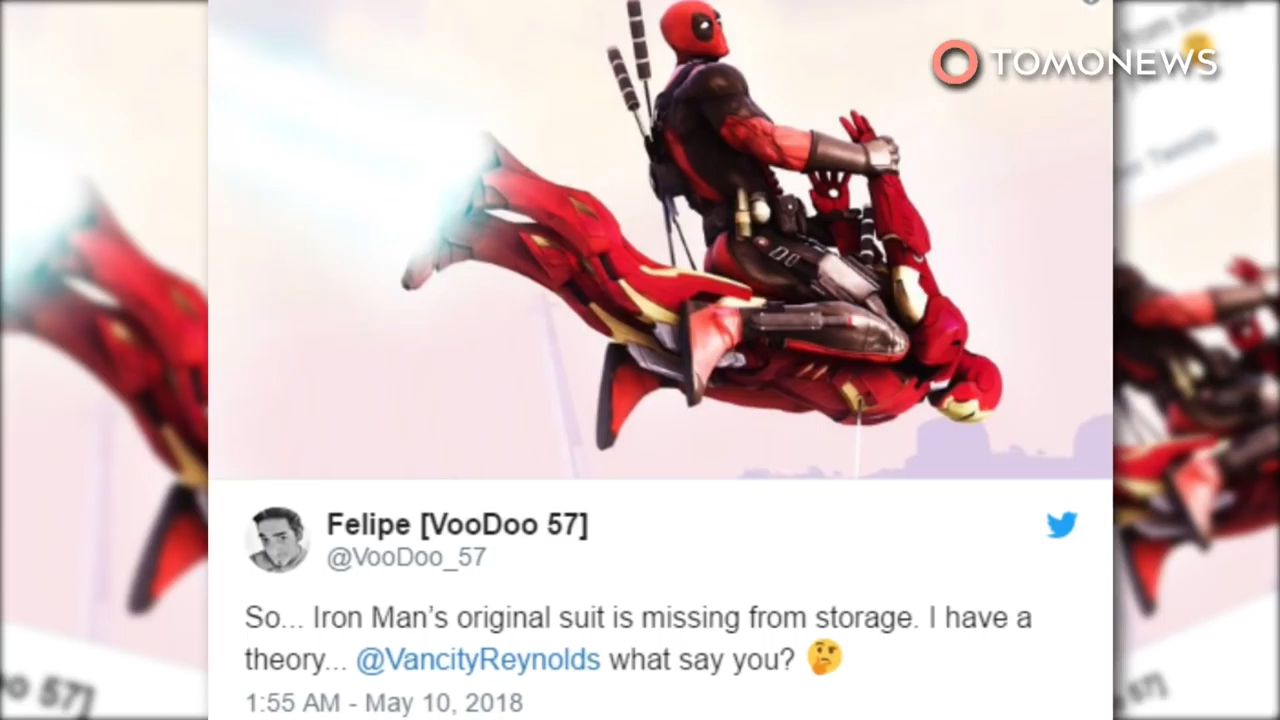 TOMONEWS
Felipe [VooDoo 57]
@VooDoo_57
So... Iron Man's original suit is missing from storage. I have a
theory... @VancityReynolds what say you? 🤔
1:55 AM - May 10, 2018